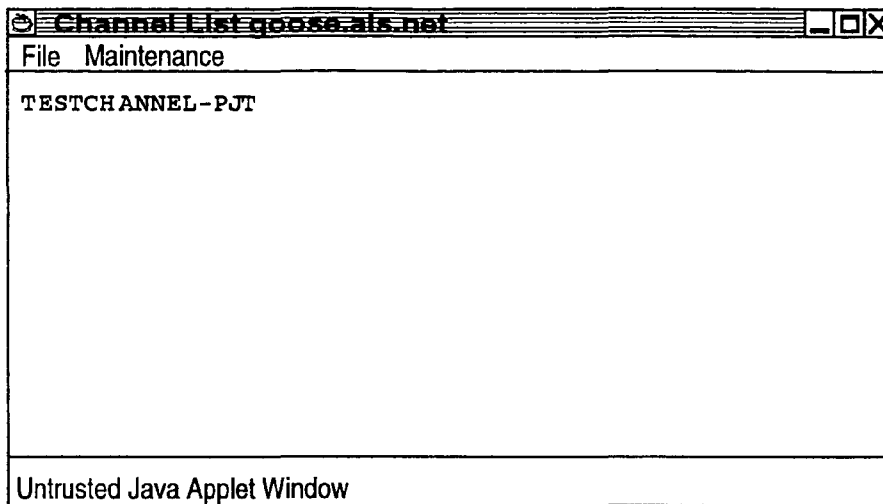 Channel List goose.als.net
File Maintenance
TESTCHANNEL-PJT
Untrusted Java Applet Window